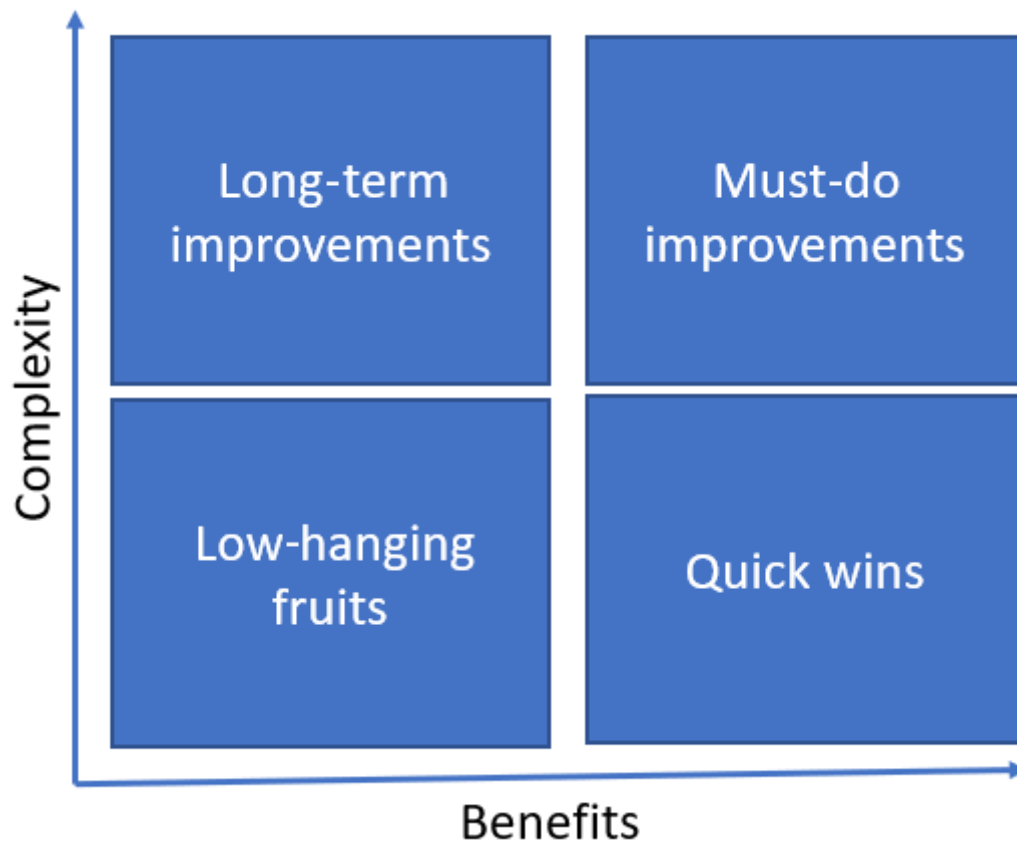 Long-term
improvements
Must-do
improvements
Complexity
Low-hanging
fruits
Quick wins
Benefits